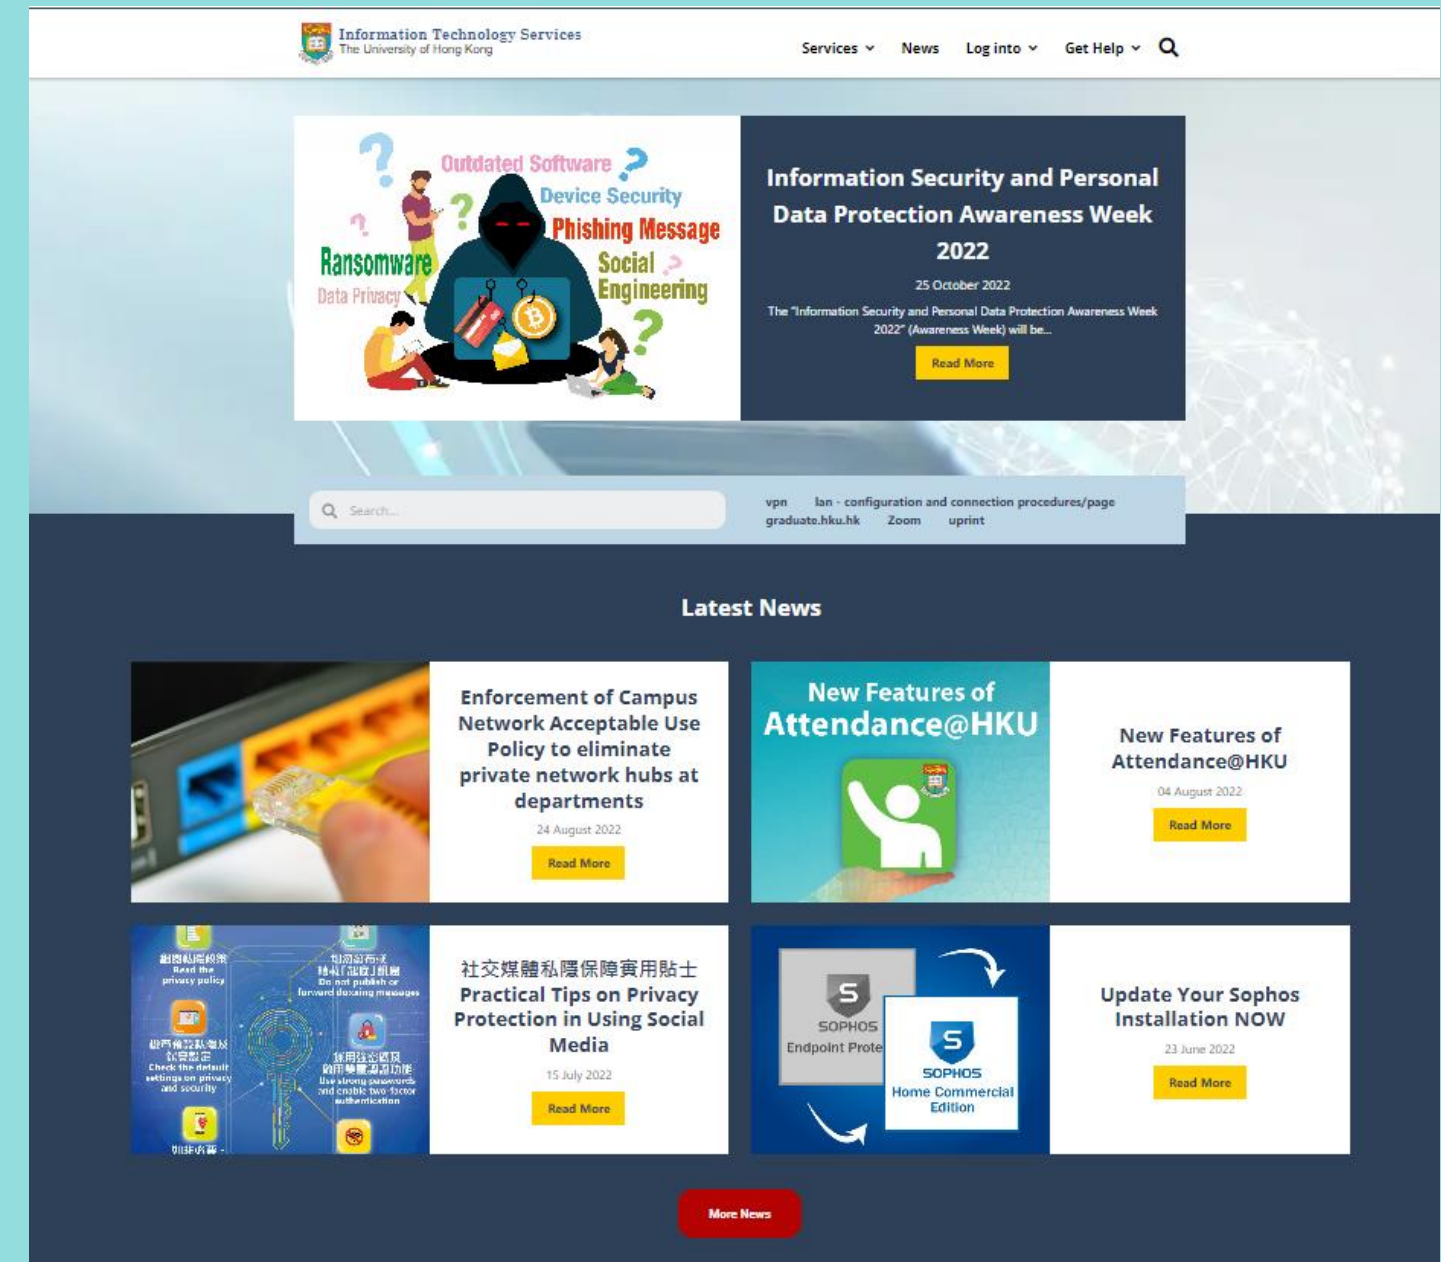 Information Technology Services
The University of Hong Kong
Services
News
Log into
Get Help
Outdated Software
Device Security
Phishing Message
Ransomware
Social
Engineering
Data Privacy
Information Security and Personal
Data Protection Awareness Week
2022
25 October 2022
The "Information Security and Personal Data Protection Awareness Week
2022" (Awareness Week) will be...
Read More
Search...
vpn lan - configuration and connection procedures/page
graduate.hku.hk Zoom uprint
Latest News
Enforcement of Campus
Network Acceptable Use
Policy to eliminate
private network hubs at
departments
24 August 2022
Read More
New Features of
Attendance@HKU
New Features of
Attendance@HKU
04 August 2022
Read More
Read the
privacy policy
Do not publish or
forward doxxing messages
Check the default
settings on privacy
and security
Use strong passwords
and enable two-factor
authentication
社交媒體私隱保障實用貼士
Practical Tips on Privacy
Protection in Using Social
Media
15 July 2022
Read More
S
SOPHOS
Endpoint Prote
S
SOPHOS
Home Commercial
Edition
Update Your Sophos
Installation NOW
23 June 2022
Read More
More News